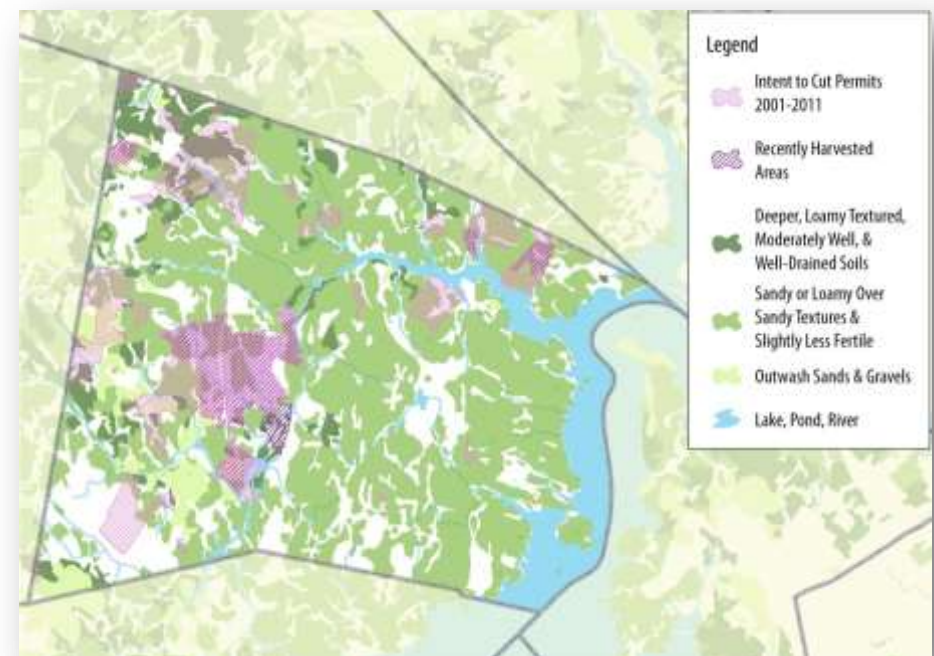 Legend
Intent to Cut Permits
2001-2011
Recently Harvested
Areas
Deeper, Loamy Textured,
Moderately Well, &
Well-Drained Soils
Sandy or Loamy Over
Sandy Textures &
Slightly Less Fertile
Outwash Sands & Gravels
Lake, Pond, River